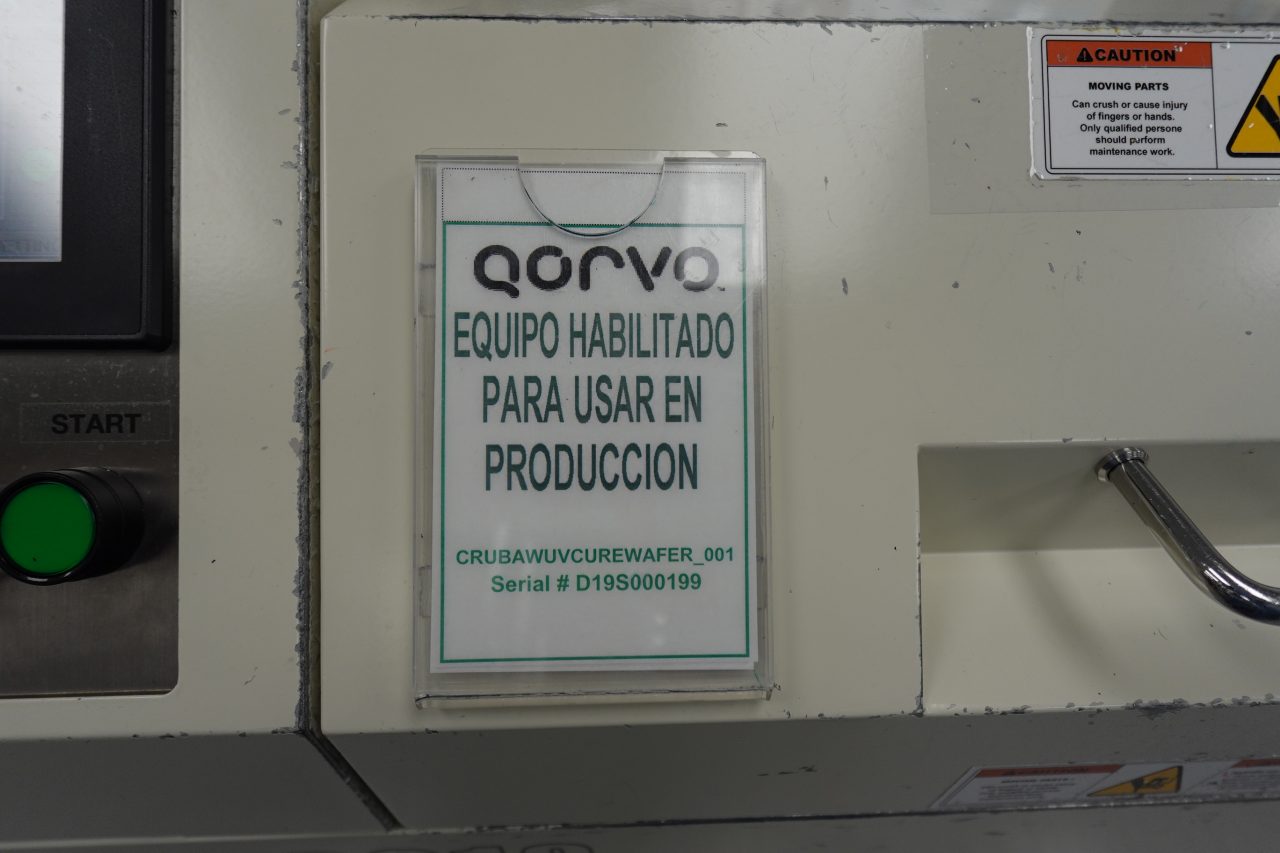 QORVO
EQUIPO HABILITADO
PARA USAR EN
PRODUCCION
CRUBAWUVCUREWAFER_001
Serial # D19S000199
START
CAUTION
MOVING PARTS
Can crush or cause injury
of fingers or hands.
Only qualified persone
should purform
maintenance work.